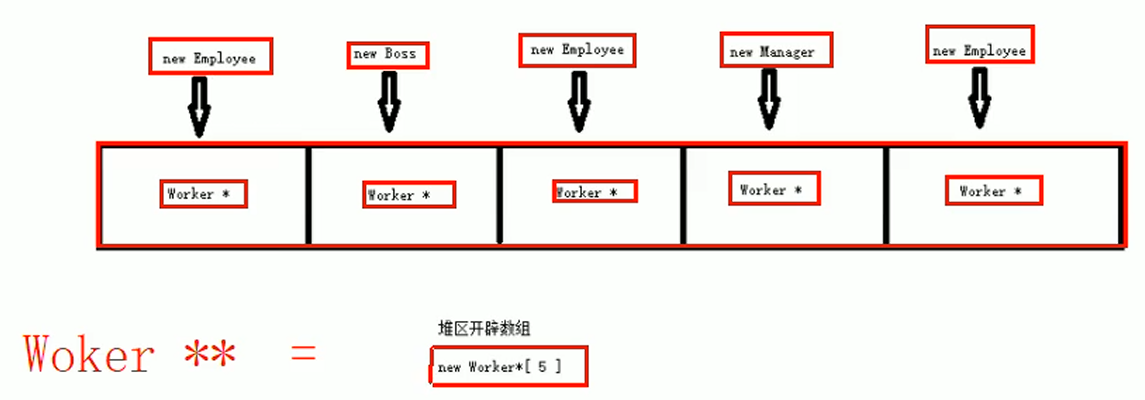 new Employee
new Boss
new Employee
new Manager
new Employee
Worker *
Worker *
Worker *
Worker *
Worker *
堆区开辟数组
Woker ** =
new Worker*[ 5 ]